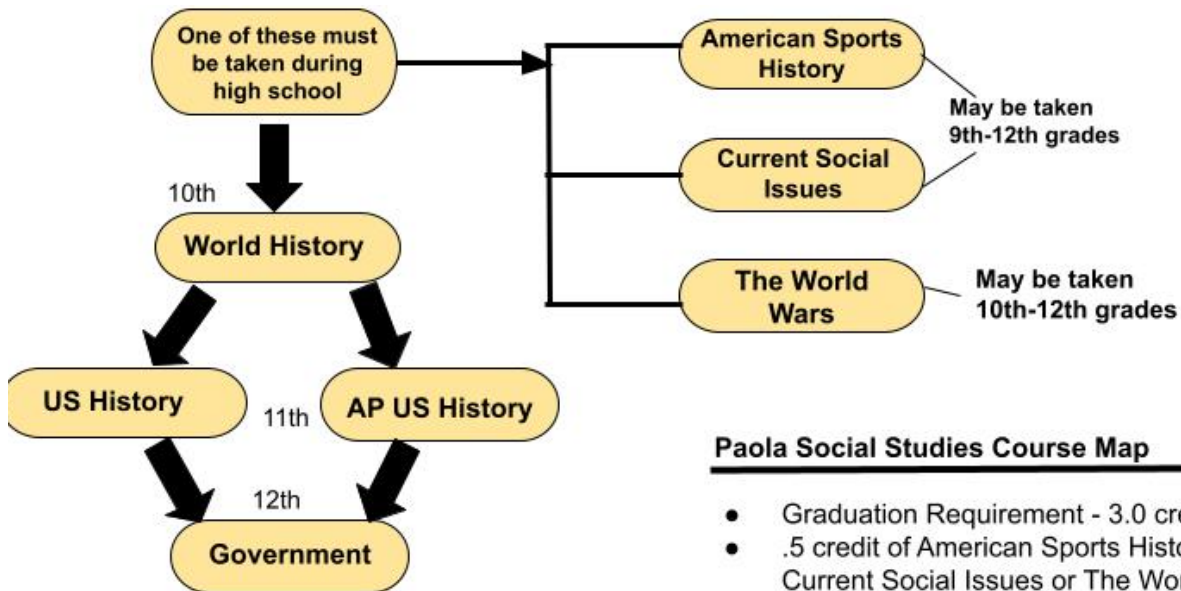 One of these must
be taken during
high school
American Sports
History
May be taken
9th-12th grades
Current Social
Issues
10th
World History
The World
Wars
May be taken
10th-12th grades
US History
11th
AP US History
12th
Government
Paola Social Studies Course Map
● Graduation Requirement - 3.0
● .5 credit of American Sports
Current Social Issues or The